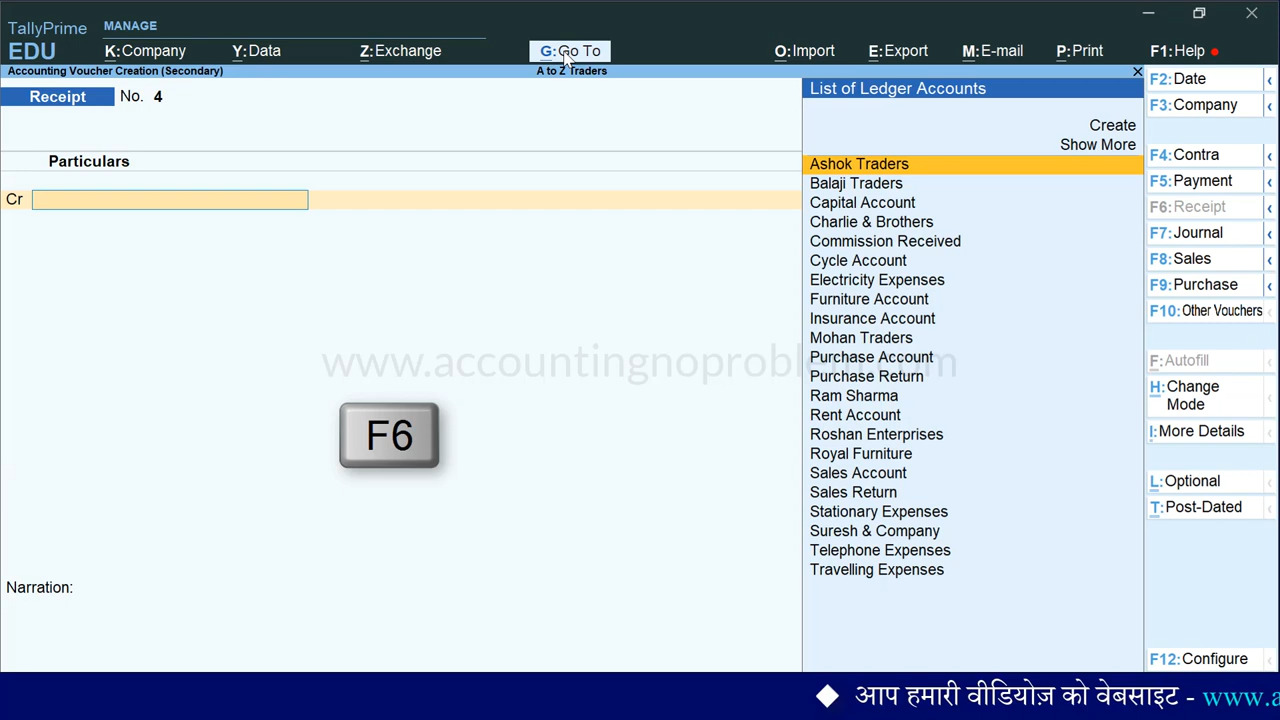 TallyPrime
EDU
MANAGE
K:Company Y:Data Z:Exchange G:Go To O:Import E:Export M:E-mail P:Print F1:Help
Accounting Voucher Creation (Secondary) A to Z Traders
Receipt No. 4
Particulars
Cr
Narration:
List of Ledger Accounts
Create
Show More
Ashok Traders
Balaji Traders
Capital Account
Charlie & Brothers
Commission Received
Cycle Account
Electricity Expenses
Furniture Account
Insurance Account
Mohan Traders
Purchase Account
Purchase Return
Ram Sharma
Rent Account
Roshan Enterprises
Royal Furniture
Sales Account
Sales Return
Stationary Expenses
Suresh & Company
Telephone Expenses
Travelling Expenses
F2:Date
F3:Company
F4:Contra
F5:Payment
F6:Receipt
F7:Journal
F8:Sales
F9:Purchase
F10:Other Vouchers
F:Autofill
H:Change
Mode
I:More Details
L:Optional
T:Post-Dated
F12:Configure
www.accountingnoproblem.com
F6
आप हमारी वीडियोज़ को वेबसाइट - www.a